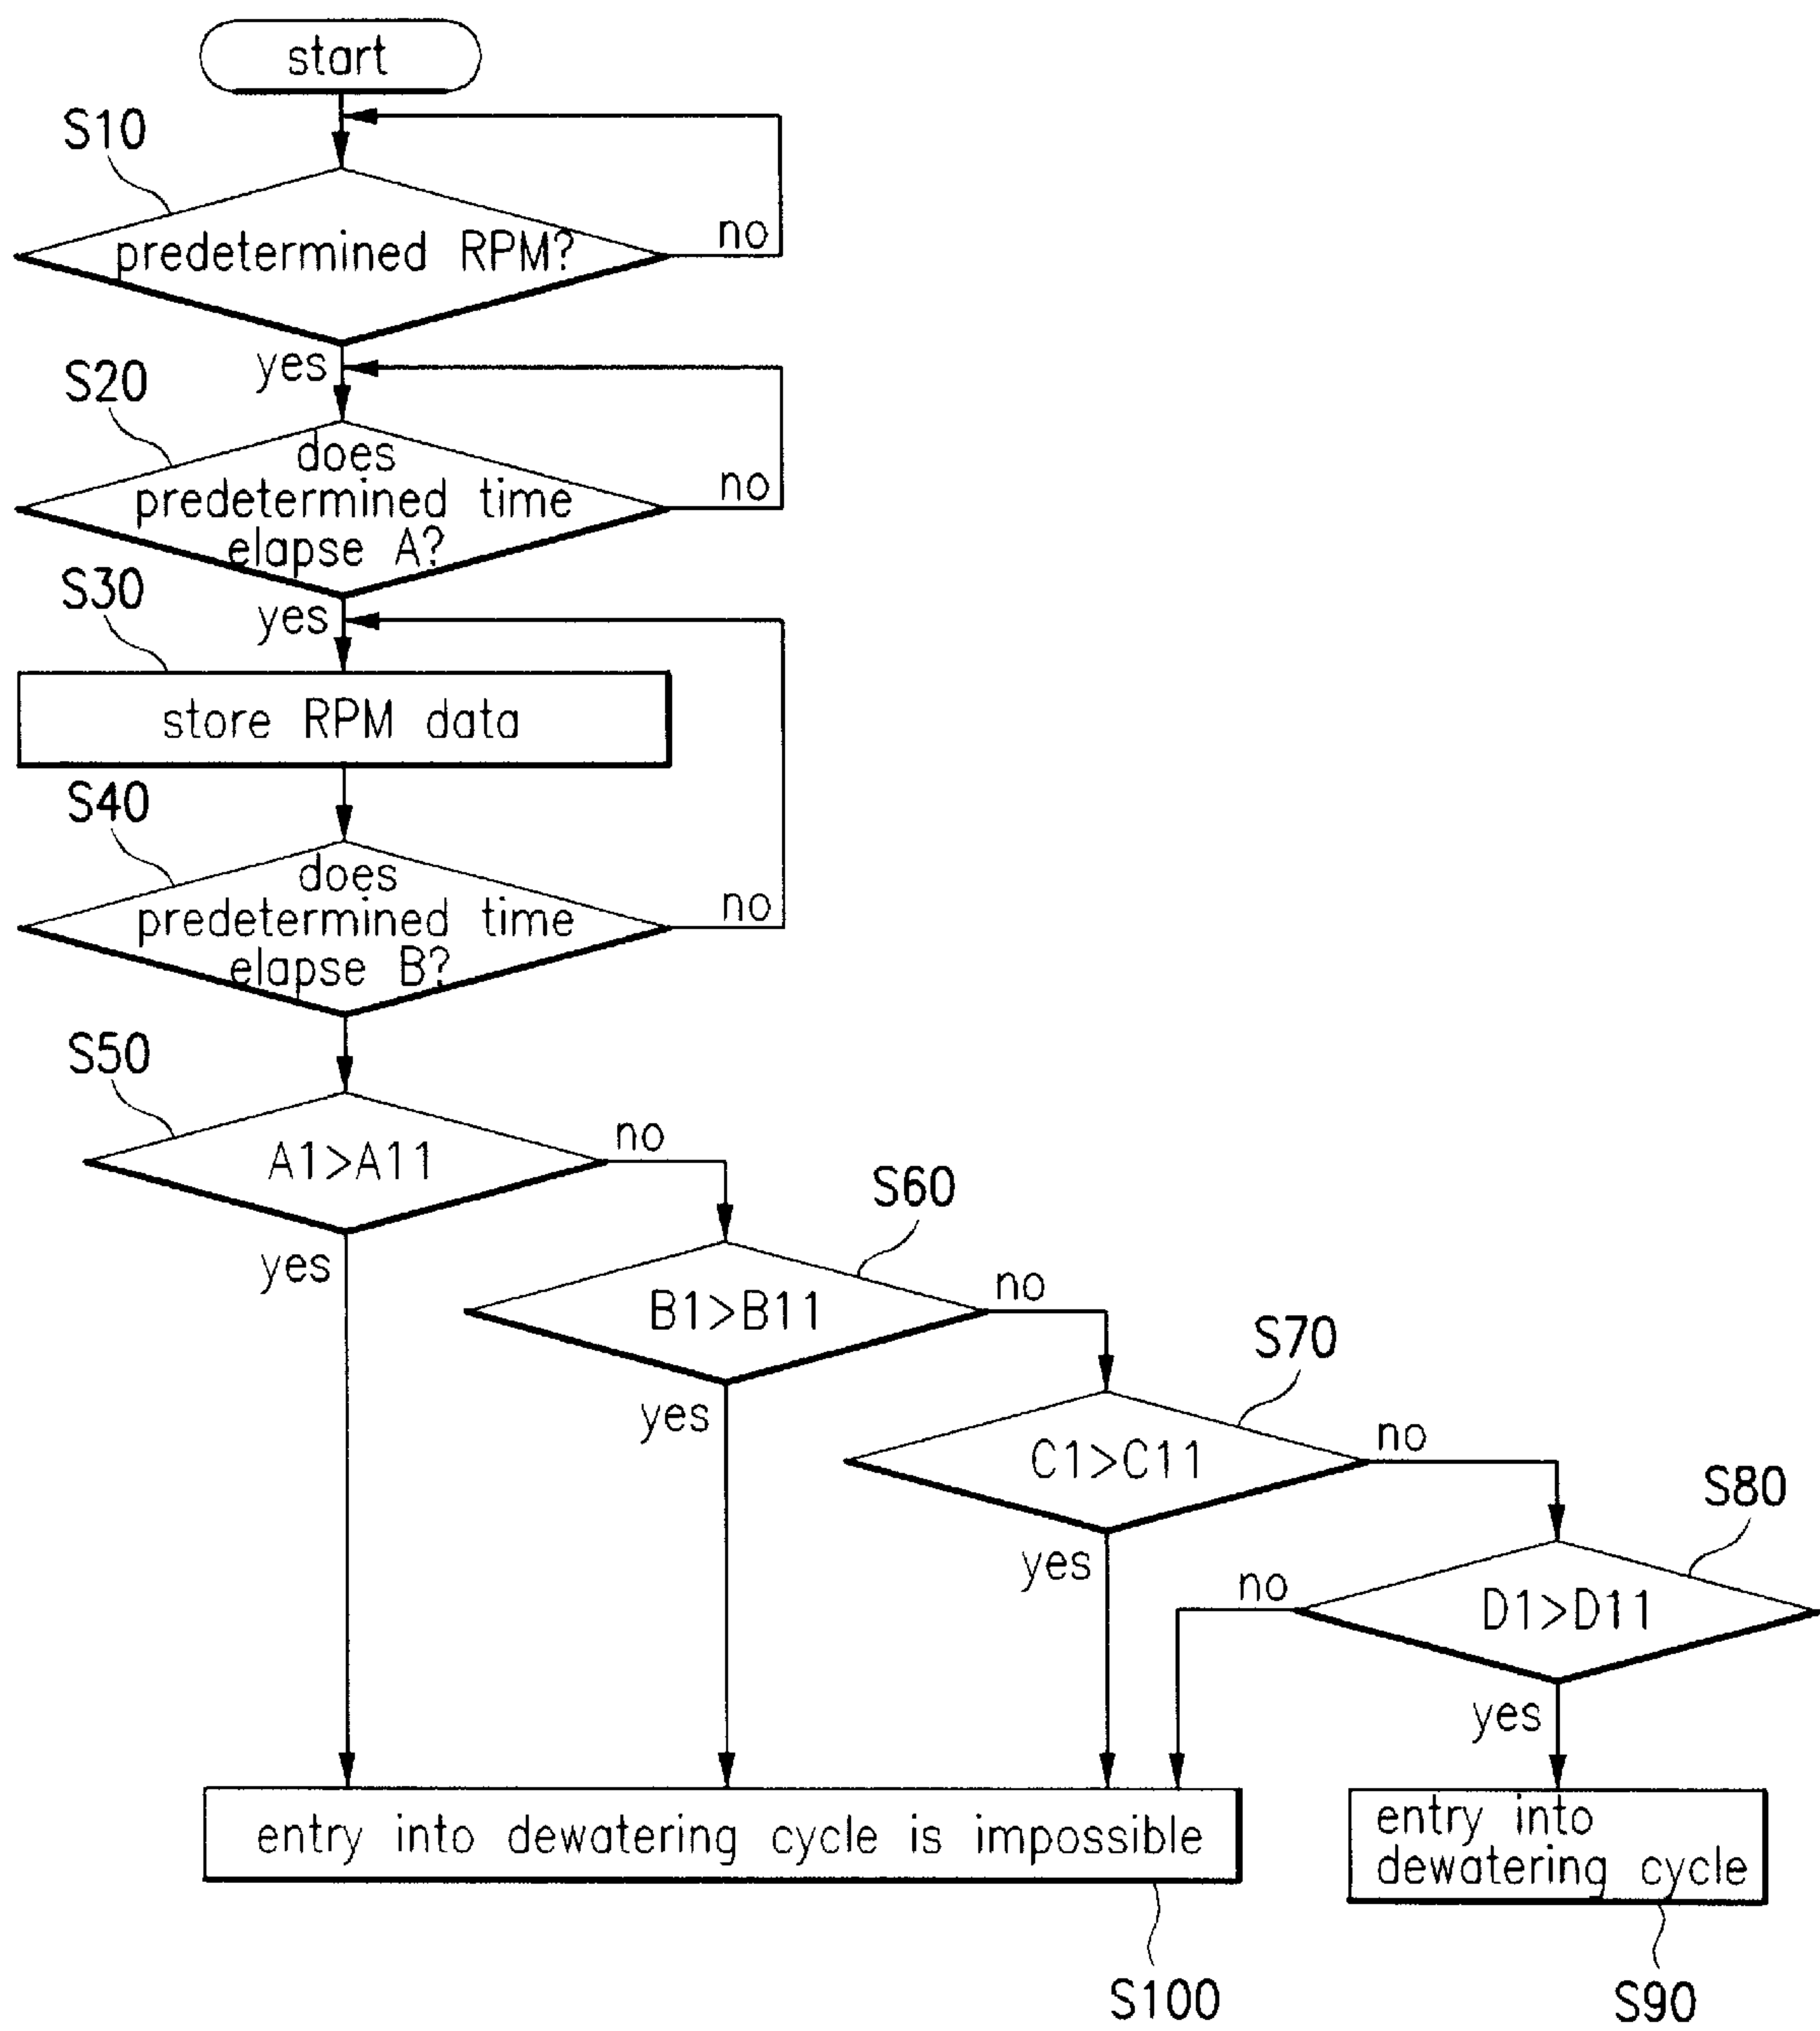 start
S10
predetermined RPM?
no
yes
S20
does
predetermined time
elapse A?
no
yes
S30
store RPM data
S40
does
predetermined time
elapse B?
no
S50
A1>A11
no
yes
S60
B1>B11
no
yes
S70
C1>C11
no
yes
S80
D1>D11
no
yes
entry into dewatering cycle is impossible
entry into
dewatering cycle
S100
S90